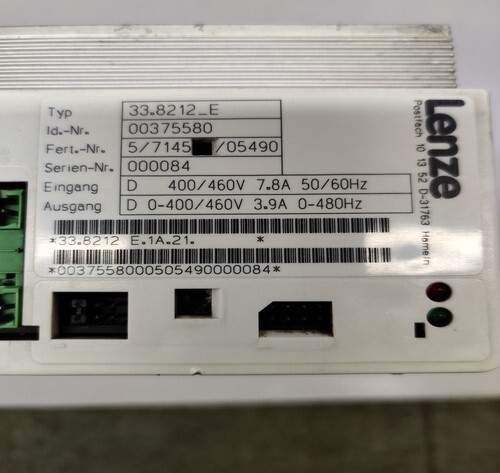 Typ 33.8212_E
Id.-Nr. 00375580
Fert.-Nr. 5/7145 /05490
Serien-Nr. 000084
Eingang D 400/460V 7.8A 50/60Hz
Ausgang D 0-400/460V 3.9A 0-480Hz
*33.8212 E.1A.21. *
*0037558000505490000084*
Lenze
Postfach 10 13 52 D-31763 Hameln